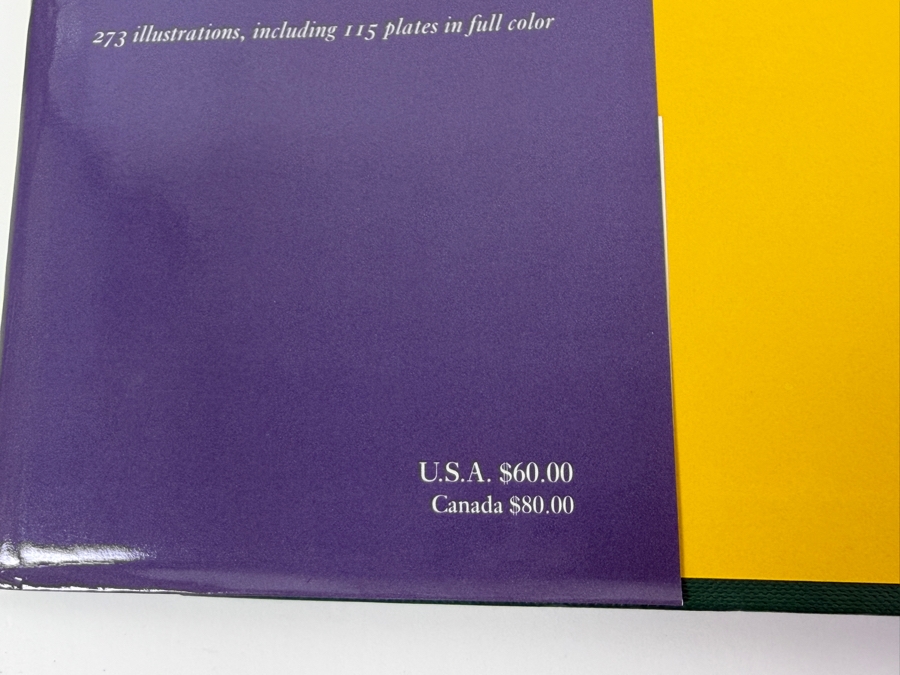 273 illustrations, including 115 plates in full color
U.S.A. $60.00
Canada $80.00